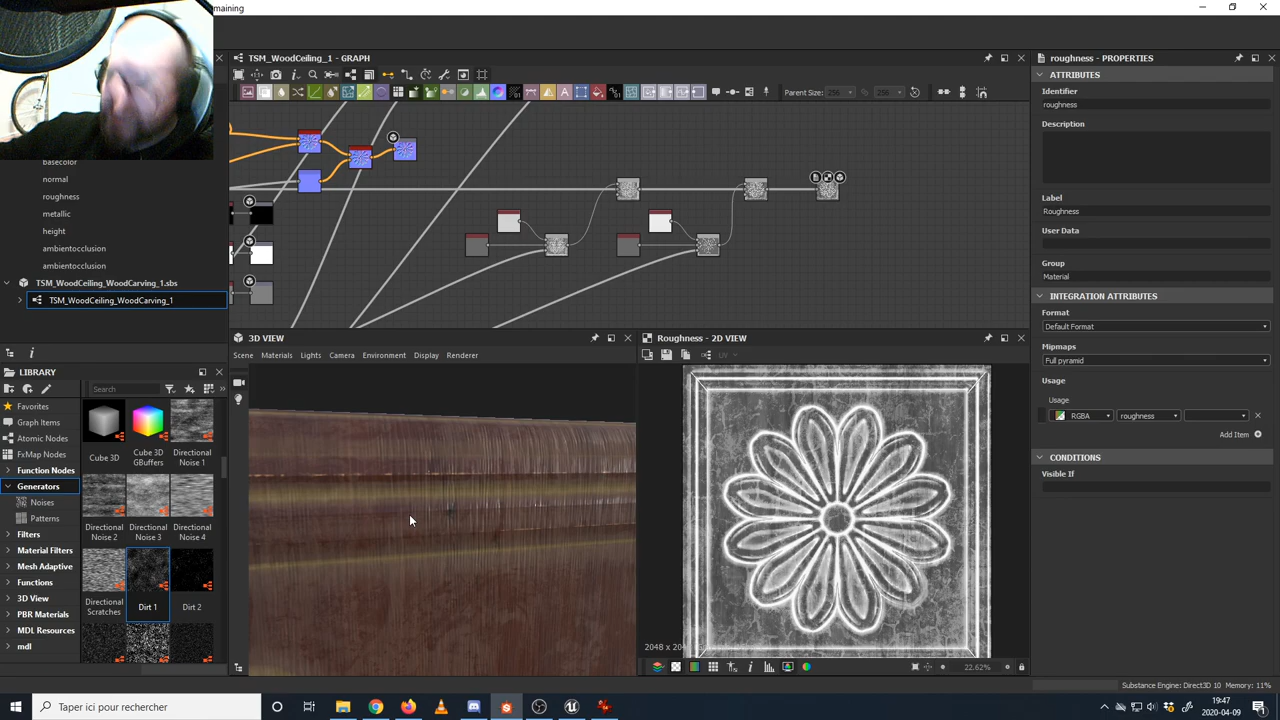 maining
TSM_WoodCeiling_1 - GRAPH
roughness - PROPERTIES
Parent Size:
256
256
ATTRIBUTES
Identifier
roughness
Description
Label
Roughness
User Data
Group
Material
INTEGRATION ATTRIBUTES
Format
Default Format
Mipmaps
Full pyramid
Usage
Usage
RGBA
roughness
Add Item
CONDITIONS
Visible If
basecolor
normal
roughness
metallic
height
ambientocclusion
ambientocclusion
TSM_WoodCeiling_WoodCarving_1.sbs
TSM_WoodCeiling_WoodCarving_1
LIBRARY
Search
Favorites
Graph Items
Atomic Nodes
FxMap Nodes
Function Nodes
Generators
Noises
Patterns
Filters
Material Filters
Mesh Adaptive
Functions
3D View
PBR Materials
MDL Resources
mdl
Cube 3D
Cube 3D GBuffers
Directional Noise 1
Directional Noise 2
Directional Noise 3
Directional Noise 4
Directional Scratches
Dirt 1
Dirt 2
3D VIEW
Scene Materials Lights Camera Environment Display Renderer
Roughness - 2D VIEW
UV
2048 x 204
22.62%
Substance Engine: Direct3D 10 Memory: 11%
Taper ici pour rechercher
19:47
2020-04-09